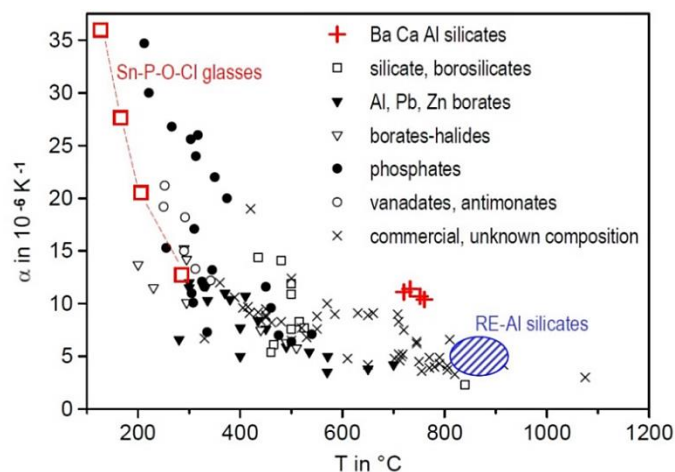 35
30
25
20
15
10
5
0
α in 10⁻⁶ K⁻¹
Sn-P-O-Cl glasses
Ba Ca Al silicates
silicate, borosilicates
Al, Pb, Zn borates
borates-halides
phosphates
vanadates, antimonates
commercial, unknown composition
RE-Al silicates
200 400 600 800 1000 1200
T in °C